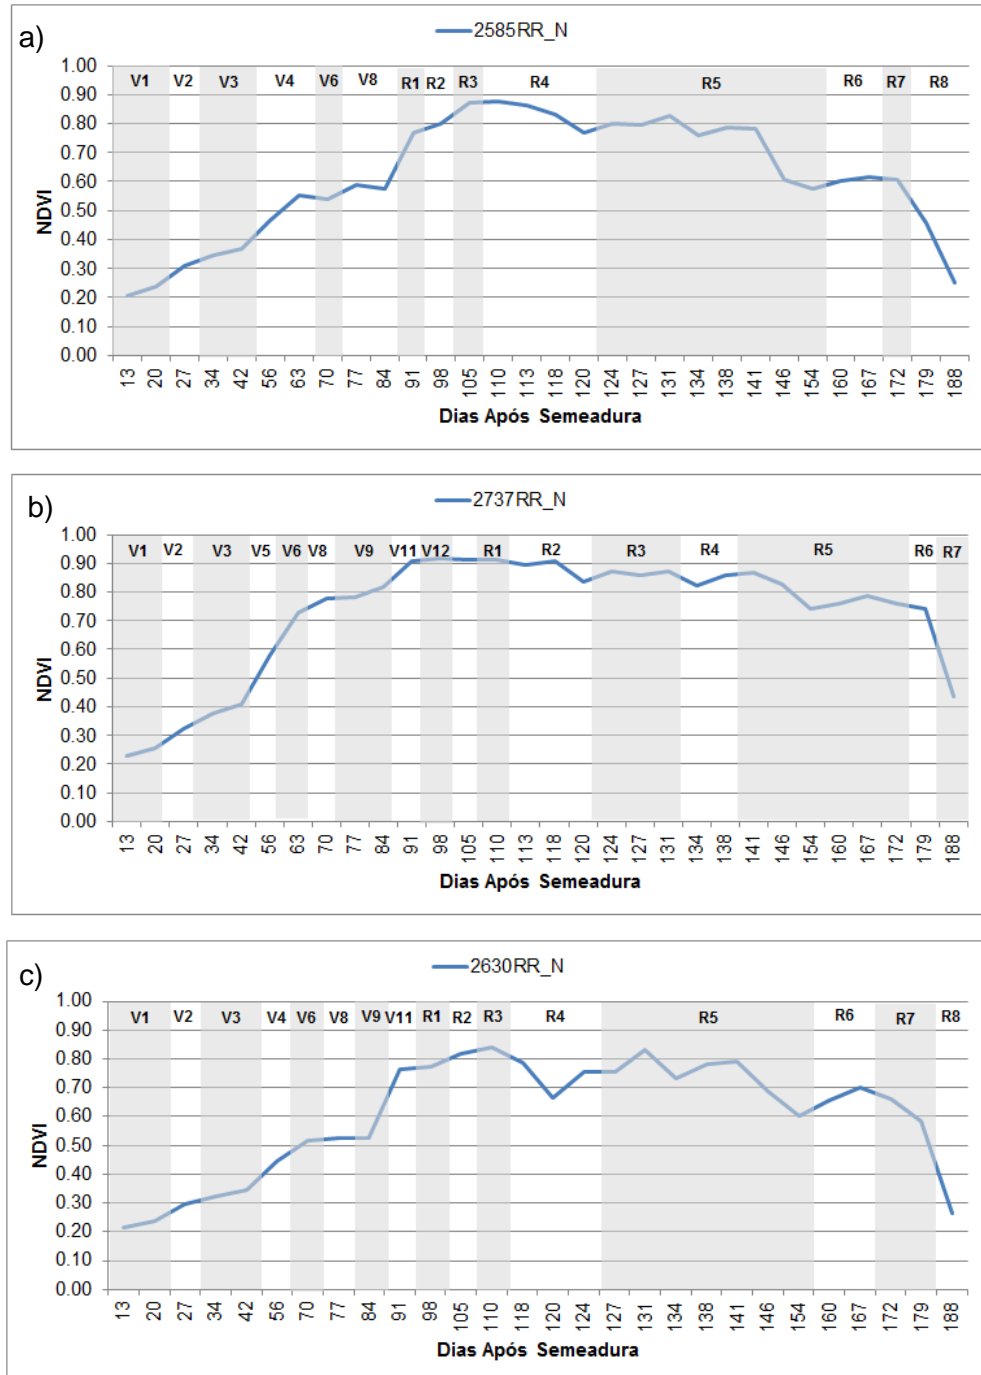 a)
2585RR_N
V1 V2 V3 V4 V6 V8 R1 R2 R3 R4 R5 R6 R7 R8
1.00
0.90
0.80
0.70
0.60
0.50
0.40
0.30
0.20
0.10
0.00
NDVI
13 20 27 34 42 56 63 70 77 84 91 98 105 110 113 118 120 124 127 131 134 138 141 146 154 160 167 172 179 188
Dias Após Semeadura
b)
2737RR_N
V1 V2 V3 V5 V6 V8 V9 V11 V12 R1 R2 R3 R4 R5 R6 R7
1.00
0.90
0.80
0.70
0.60
0.50
0.40
0.30
0.20
0.10
0.00
NDVI
13 20 27 34 42 56 63 70 77 84 91 98 105 110 113 118 120 124 127 131 134 138 141 146 154 160 167 172 179 188
Dias Após Semeadura
c)
2630RR_N
V1 V2 V3 V4 V6 V8 V9 V11 R1 R2 R3 R4 R5 R6 R7 R8
1.00
0.90
0.80
0.70
0.60
0.50
0.40
0.30
0.20
0.10
0.00
NDVI
13 20 27 34 42 56 70 77 84 91 98 105 110 118 120 124 127 131 134 138 141 146 154 160 167 172 179 188
Dias Após Semeadura